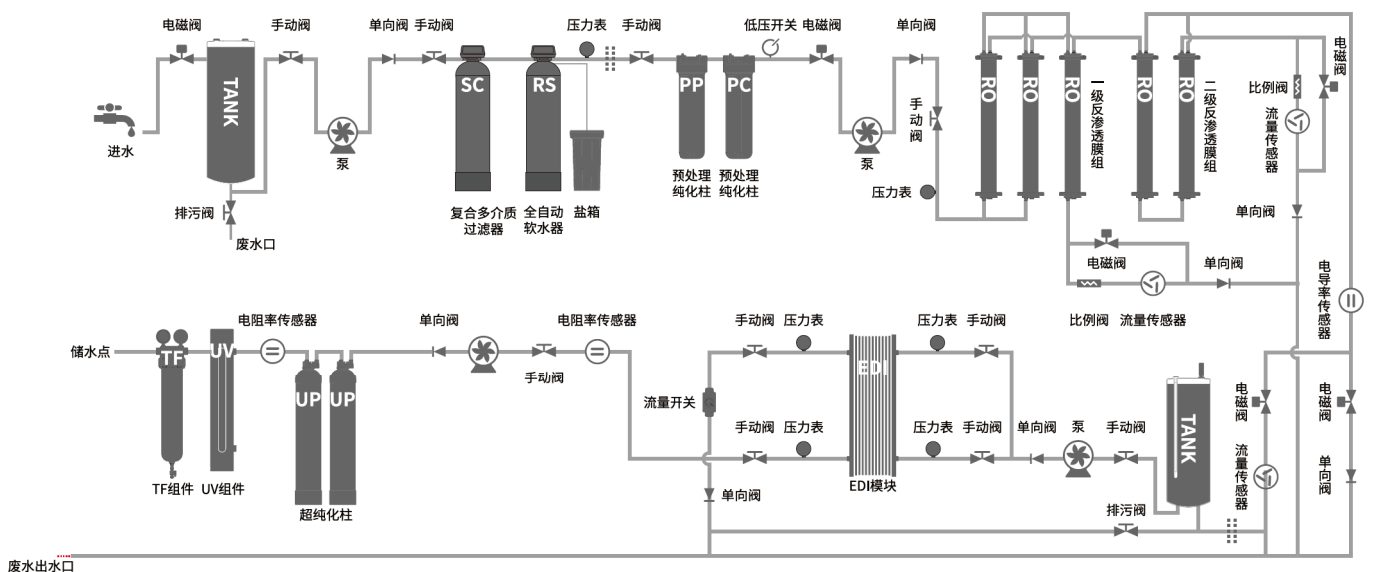 电磁阀
手动阀
单向阀
手动阀
压力表
手动阀
低压开关
电磁阀
单向阀
电磁阀
TANK
SC
RS
PP
PC
RO
RO
RO
RO
RO
一级反渗透膜组
二级反渗透膜组
比例阀
流量传感器
手动阀
进水
泵
泵
预处理
纯化柱
预处理
纯化柱
压力表
排污阀
废水口
复合多介质
过滤器
全自动
软水器
盐箱
单向阀
电磁阀
单向阀
电导率传感器
比例阀
流量传感器
储水点
TF
UV
电阻率传感器
单向阀
电阻率传感器
手动阀
压力表
压力表
手动阀
手动阀
UP
UP
EDI
流量开关
手动阀
压力表
压力表
手动阀
单向阀
泵
手动阀
TANK
电磁阀
电磁阀
流量传感器
单向阀
TF组件
UV组件
超纯化柱
EDI模块
单向阀
排污阀
废水出水口